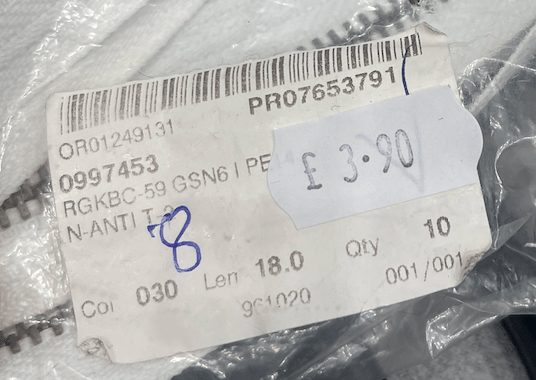 PR07653791
OR01249131
0997453
RGKBC-59 GSN6 I PE
£ 3.90
N-ANTI T-
8
Col 030 Len 18.0 Qty 10
961020 001/001